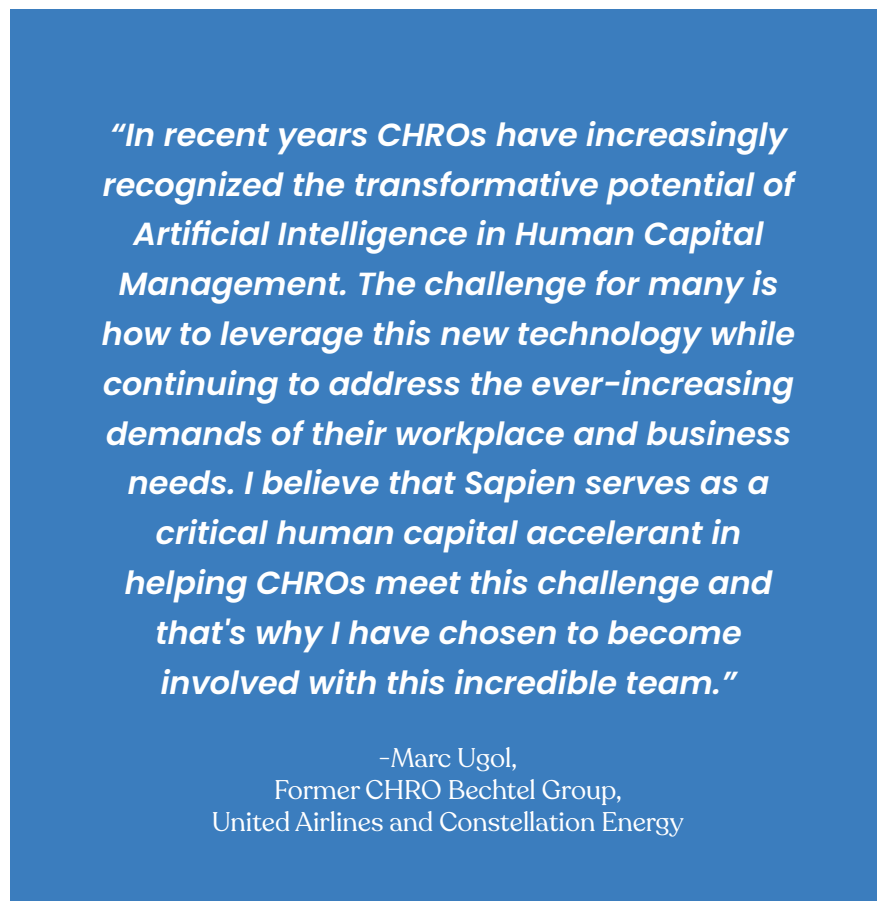 “In recent years CHROs have increasingly
recognized the transformative potential of
Artificial Intelligence in Human Capital
Management. The challenge for many is
how to leverage this new technology while
continuing to address the ever-increasing
demands of their workplace and business
needs. I believe that Sapien serves as a
critical human capital accelerant in
helping CHROs meet this challenge and
that's why I have chosen to become
involved with this incredible team.”
-Marc Ugol,
Former CHRO Bechtel Group,
United Airlines and Constellation Energy